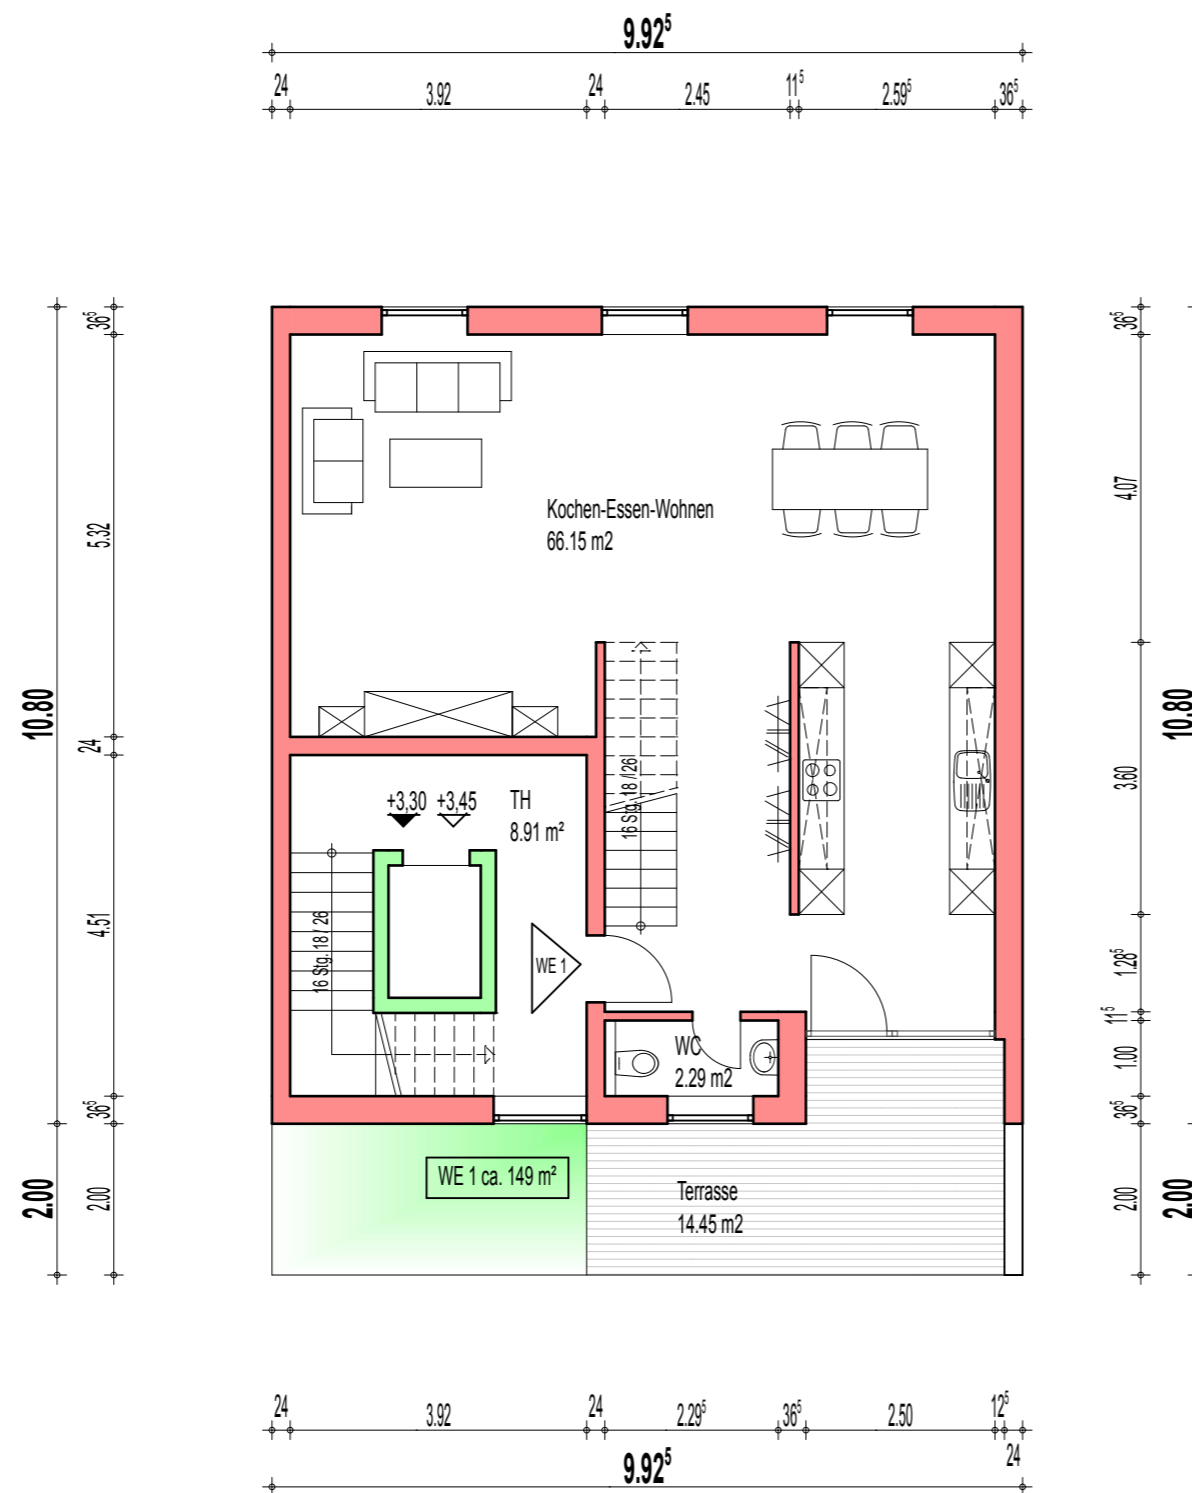 9.92⁵
24 3.92 24 2.45 11⁵ 2.59⁵ 36⁵
36⁵ 36⁵
4.07
5.32
Kochen-Essen-Wohnen
66.15 m2
10.80 10.80
24
3.60
16 Stg. 18 / 26
+3,30 +3,45 TH
8.91 m²
4.51
16 Stg. 18 / 26
WE 1
1.28⁵
11⁵
WC
2.29 m2
1.00
36⁵ 36⁵
WE 1 ca. 149 m²
Terrasse
14.45 m2
2.00 2.00 2.00 2.00
24 3.92 24 2.29⁵ 36⁵ 2.50 12⁵
24
9.92⁵